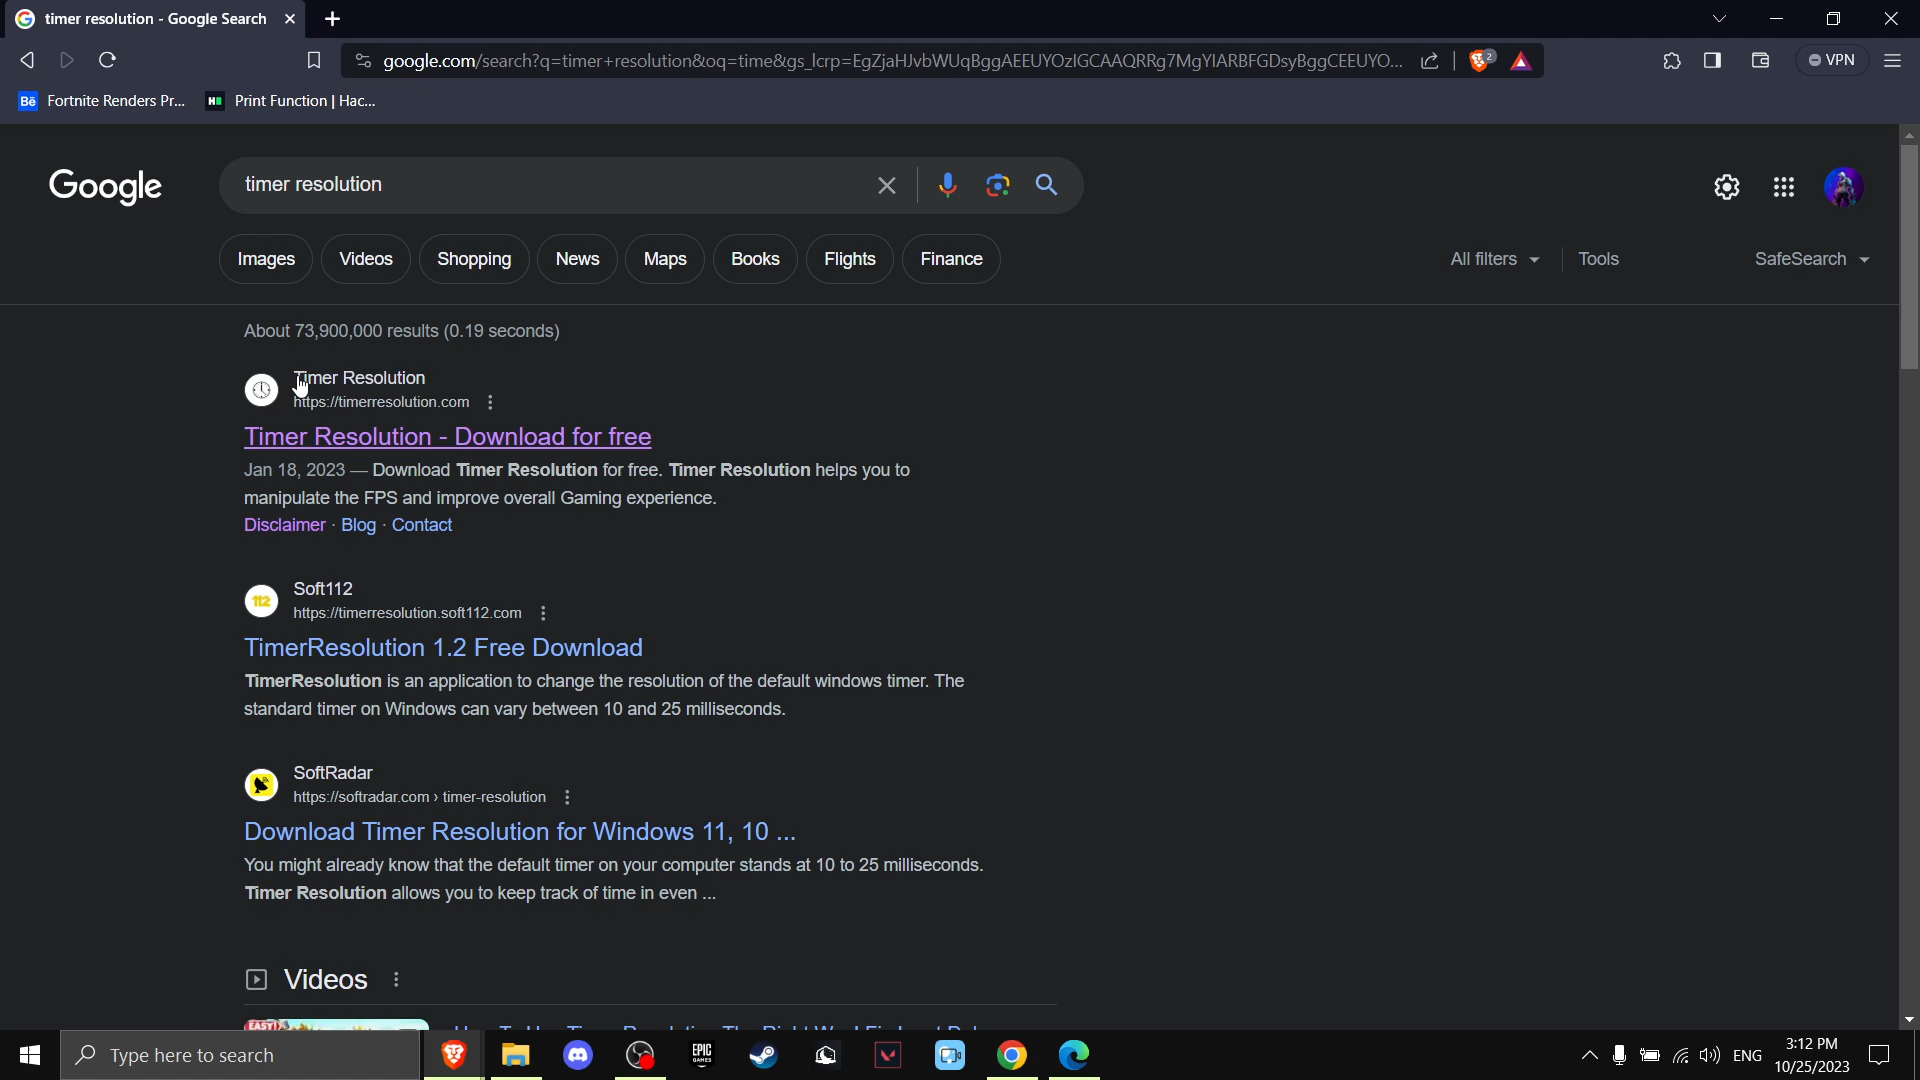 timer resolution - Google Search
google.com/search?q=timer+resolution&oq=time&gs_lcrp=EgZjaHJvbWUqBggAEEUYOzIGCAAQRRg7MgYIARBFGDsyBggCEEUYO...
2
VPN
Bē Fortnite Renders Pr...
H Print Function | Hac...
Google
timer resolution
Images
Videos
Shopping
News
Maps
Books
Flights
Finance
All filters
Tools
SafeSearch
About 73,900,000 results (0.19 seconds)
Timer Resolution
https://timerresolution.com
Timer Resolution - Download for free
Jan 18, 2023 — Download Timer Resolution for free. Timer Resolution helps you to
manipulate the FPS and improve overall Gaming experience.
Disclaimer · Blog · Contact
112
Soft112
https://timerresolution.soft112.com
TimerResolution 1.2 Free Download
TimerResolution is an application to change the resolution of the default windows timer. The
standard timer on Windows can vary between 10 and 25 milliseconds.
SoftRadar
https://softradar.com › timer-resolution
Download Timer Resolution for Windows 11, 10 ...
You might already know that the default timer on your computer stands at 10 to 25 milliseconds.
Timer Resolution allows you to keep track of time in even ...
Videos
EASY!
Type here to search
EPIC
GAMES
ENG
3:12 PM
10/25/2023